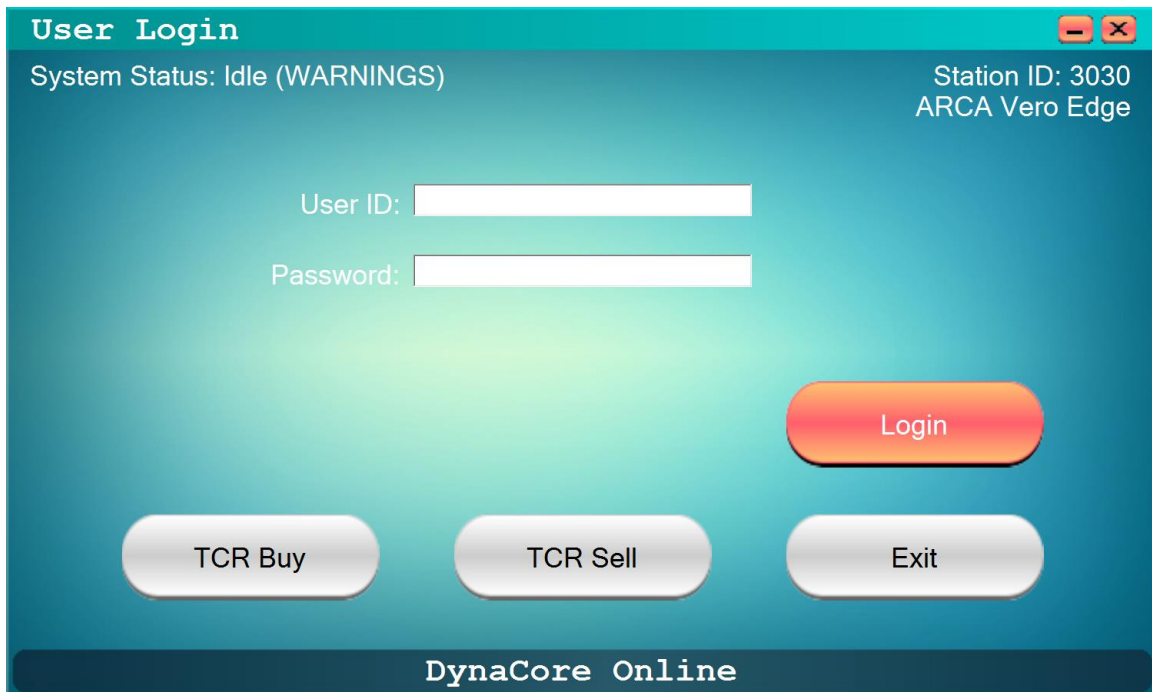 User Login
System Status: Idle (WARNINGS)
Station ID: 3030
ARCA Vero Edge
User ID:
Password:
Login
TCR Buy
TCR Sell
Exit
DynaCore Online